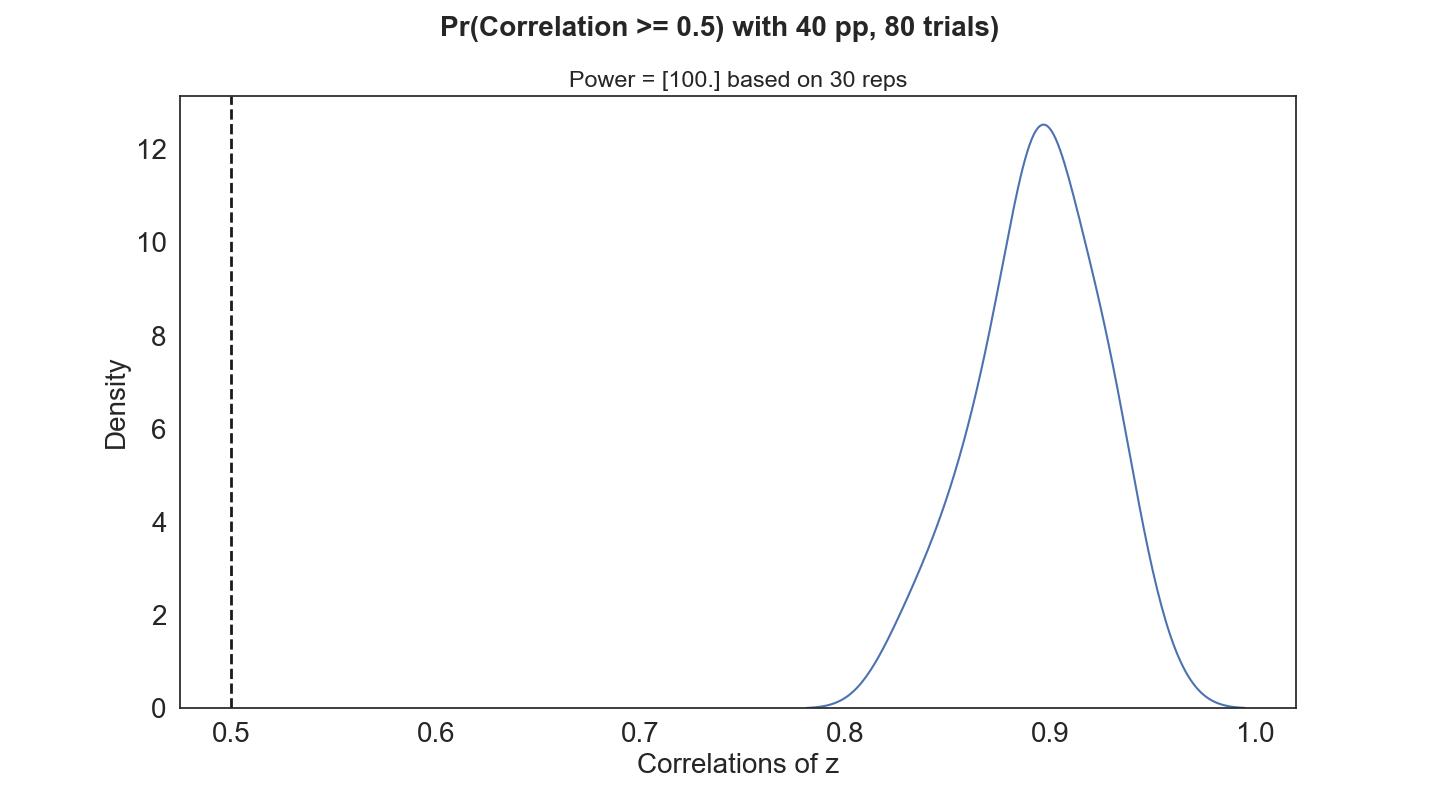 Pr(Correlation >= 0.5) with 40 pp, 80 trials)
Power = [100.] based on 30 reps
12
10
8
6
4
2
0
Density
0.5 0.6 0.7 0.8 0.9 1.0
Correlations of z